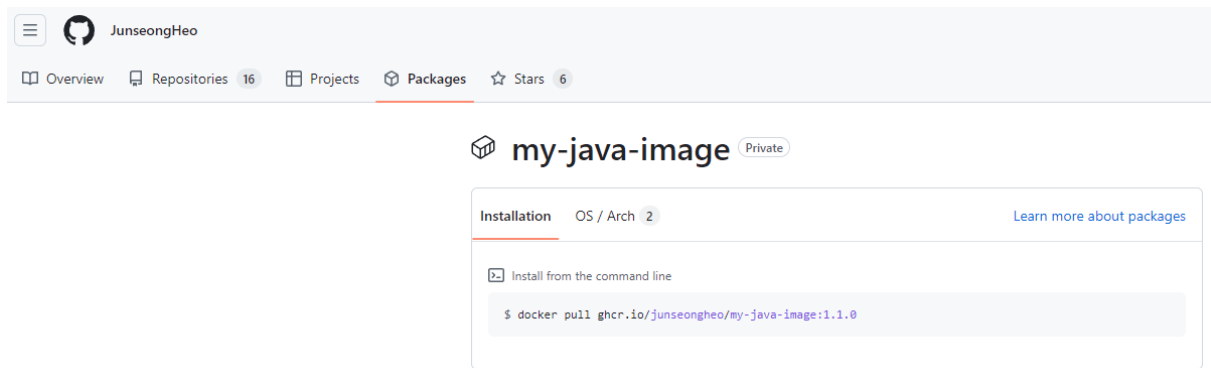 JunseongHeo
Overview Repositories 16 Projects Packages Stars 6
my-java-image Private
Installation OS / Arch 2 Learn more about packages
Install from the command line
$ docker pull ghcr.io/junseongheo/my-java-image:1.1.0